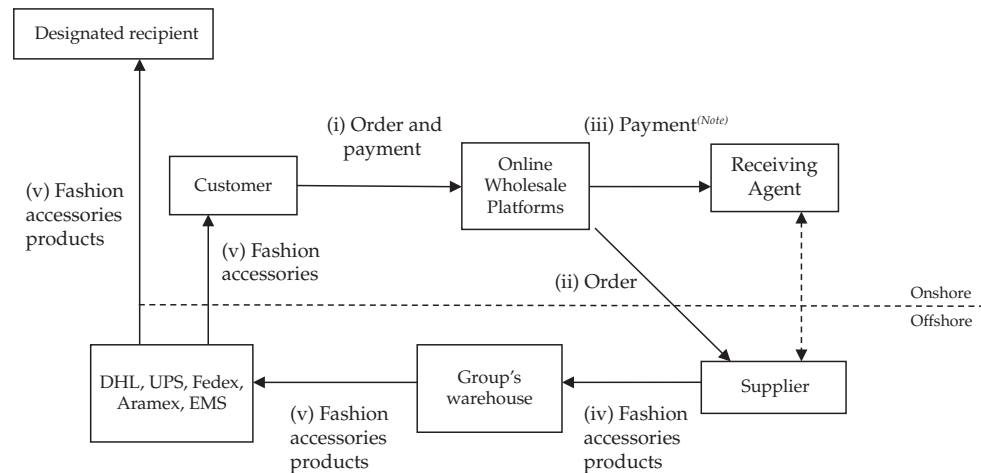 Designated recipient
(i) Order and
payment
(iii) Payment(Note)
(v) Fashion
accessories
products
Customer
Online
Wholesale
Platforms
Receiving
Agent
(v) Fashion
accessories
(ii) Order
Onshore
Offshore
DHL, UPS, Fedex,
Aramex, EMS
Group's
warehouse
Supplier
(v) Fashion
accessories
products
(iv) Fashion
accessories
products